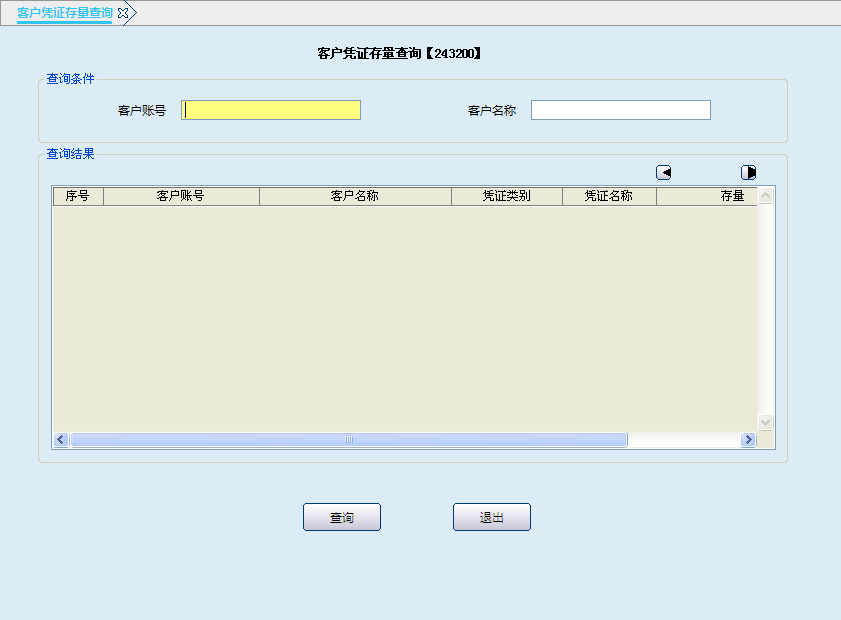 客户凭证存量查询
客户凭证存量查询【243200】
查询条件
客户账号 客户名称
查询结果
序号 客户账号 客户名称 凭证类别 凭证名称 存量
查询 退出